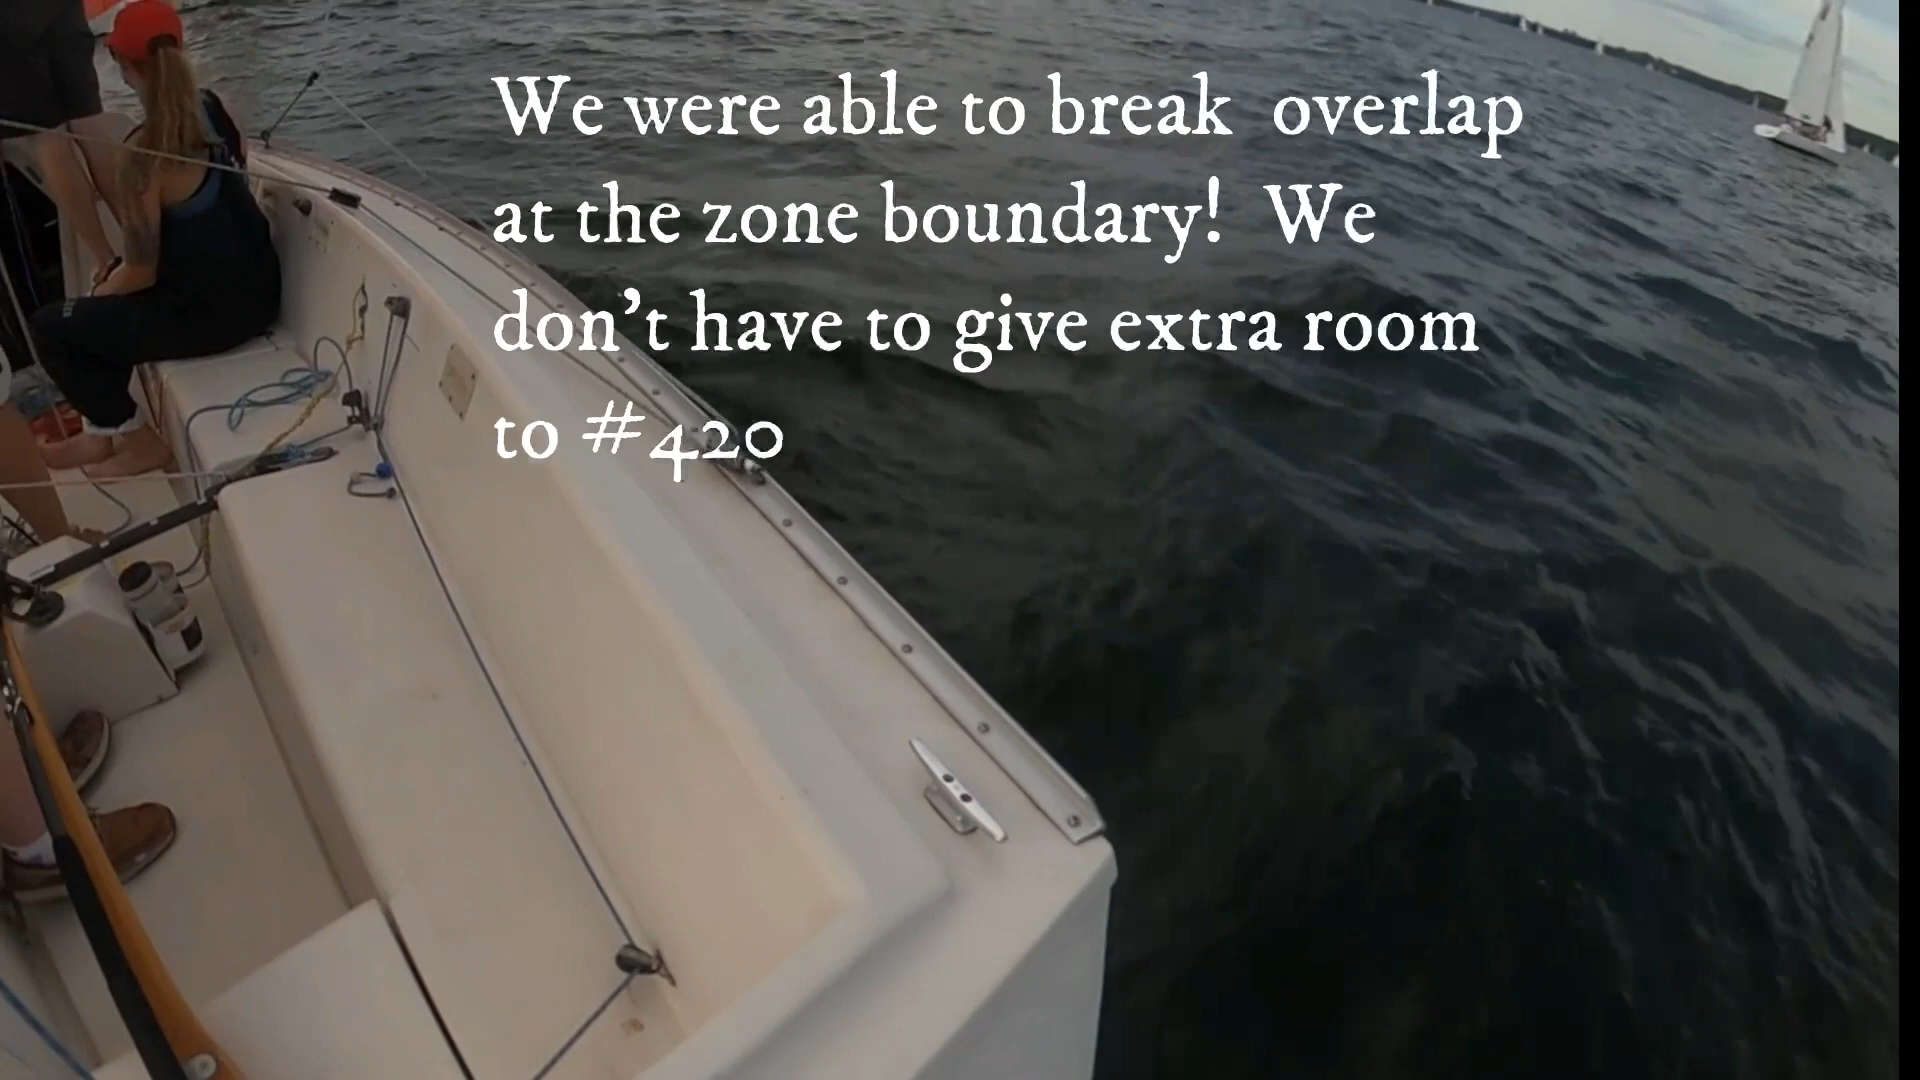 We were able to break  overlap
at the zone boundary!  We
don't have to give extra room
to #420